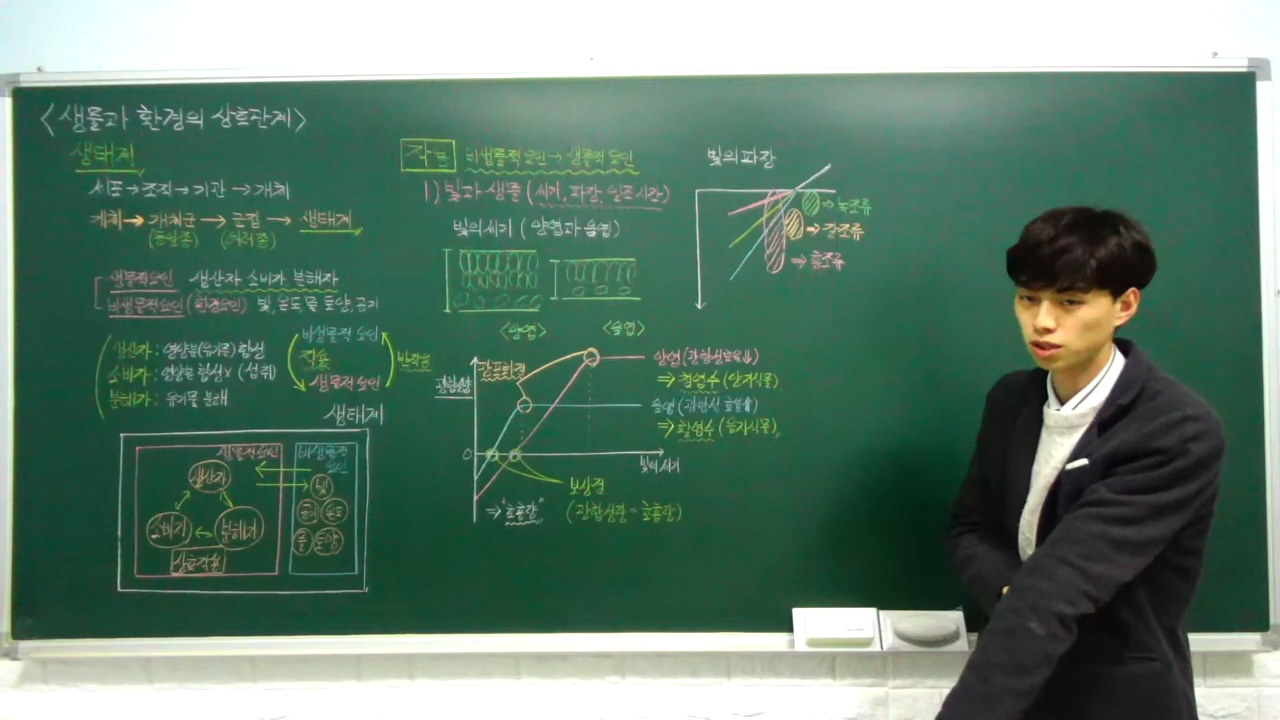 <생물과 환경의 상호관계>
생태계
세포→조직→기관→개체
개체→개체군→군집→생태계
(동일종) (여러종)
생물적요인 생산자 소비자 분해자
비생물적요인(환경요인) 빛, 온도, 물, 토양, 공기
생산자 : 영양분(유기물) 합성
소비자 : 영양분 합성X (섭취)
분해자 : 유기물 분해
비생물적 요인
작용
반작용
생물적요인
생태계
생물적요인
생산자
소비자
분해자
상호작용
비생물적
요인
빛
공기
온도
물
토양
작용 비생물적요인→생물적요인
1) 빛과 생물 (세기, 파장, 일조시간)
빛의세기 (양엽과 음엽)
<양엽> <음엽>
광합성량
광포화점
0
빛의세기
양엽 (광합성효율
⇒ (양지식물)
음엽 (광합성 효율
⇒ 활엽수 (음지식물)
보상점
(광합성량 = 호흡량)
⇒ "호흡량"
빛의파장
→ 녹조류
→ 갈조류
→ 홍조류